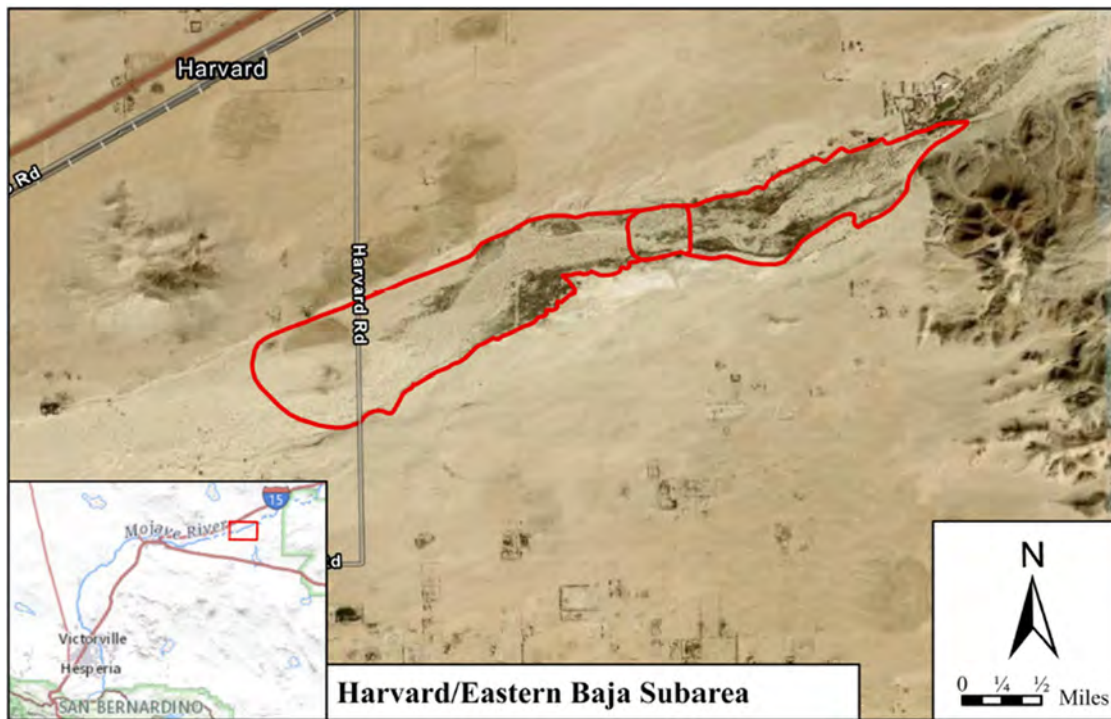 Harvard
s Rd
Harvard Rd
Rd
15
Mojave River
Victorville
Hesperia
SAN BERNARDINO
Harvard/Eastern Baja Subarea
N
0 ¼ ½ Miles